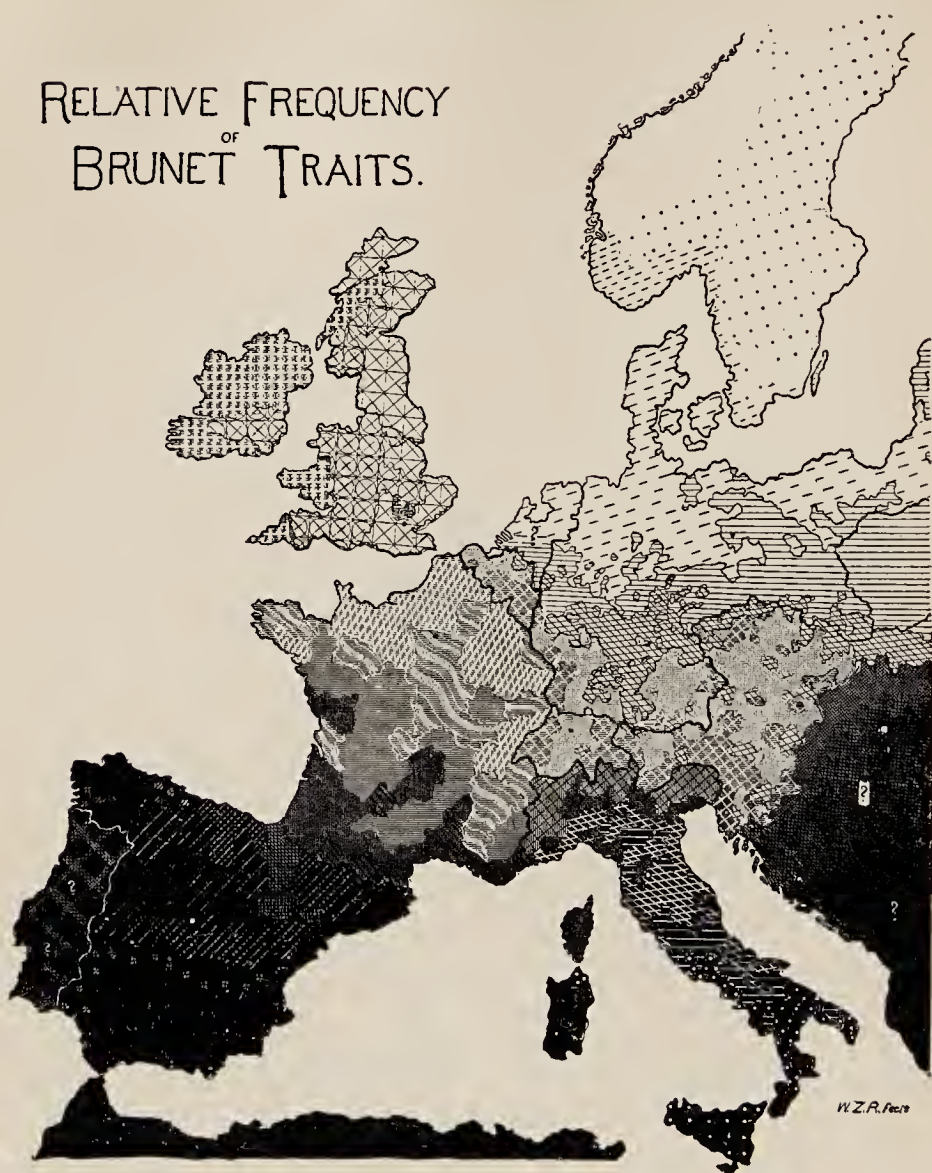 RELATIVE FREQUENCY
OF
BRUNET TRAITS.
?
?
?
?
W.Z.R. fecit